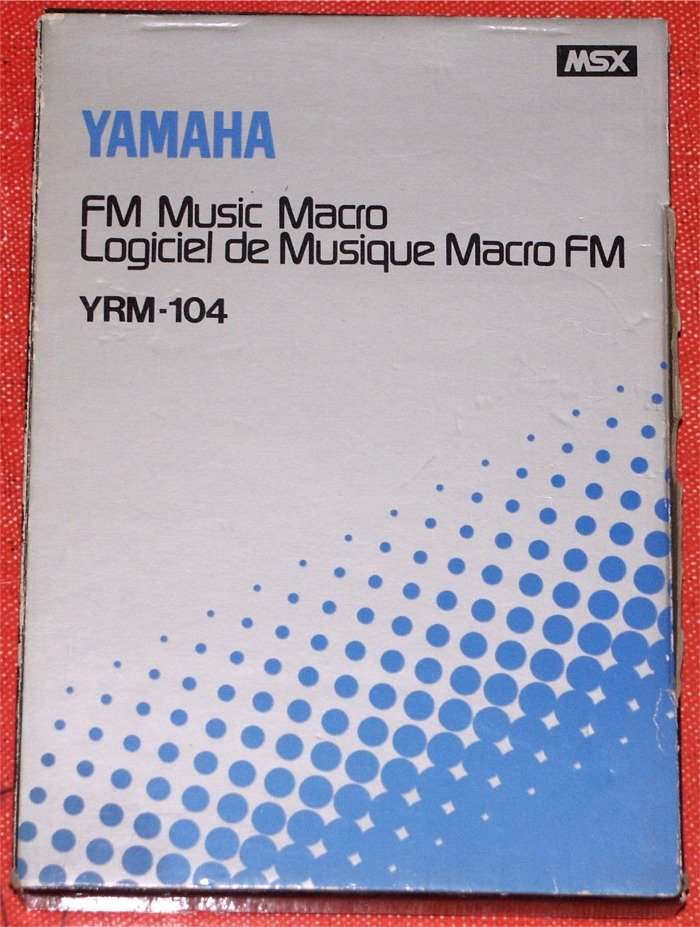 MSX
YAMAHA
FM Music Macro
Logiciel de Musique Macro FM
YRM-104